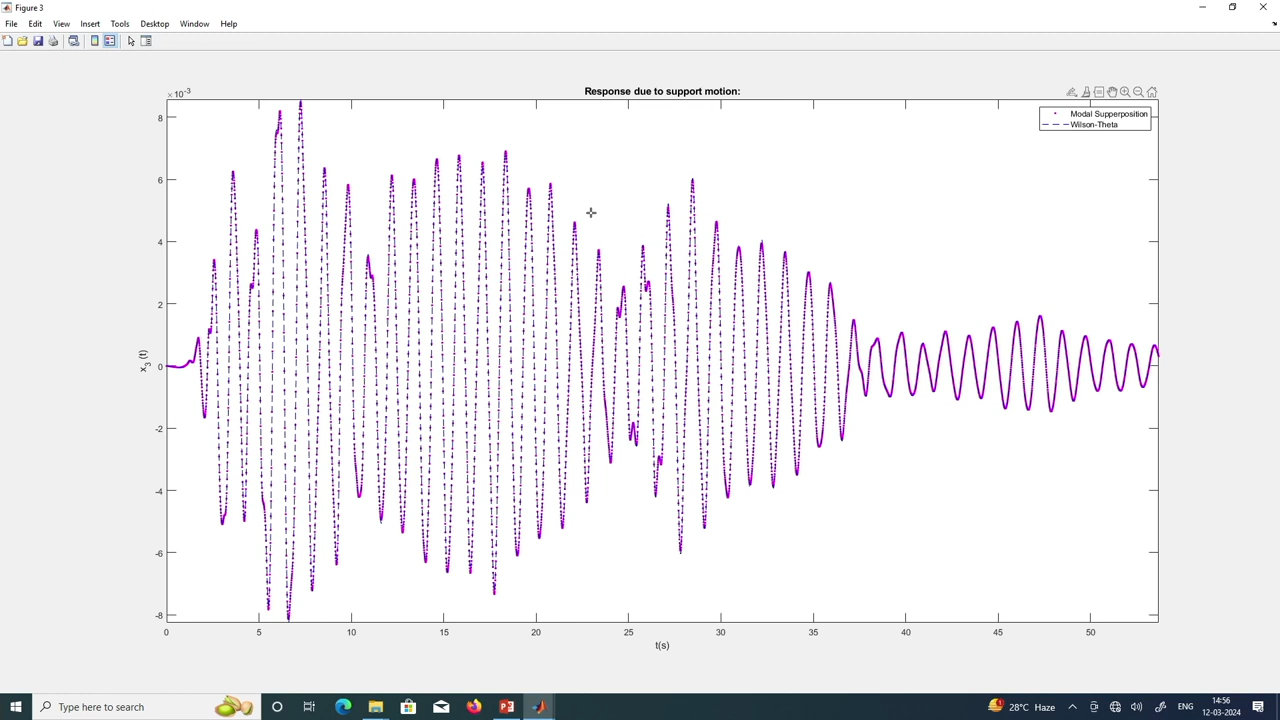 Figure 3
File Edit View Insert Tools Desktop Window Help
Response due to support motion:
×10⁻³
Modal Supperposition
Wilson-Theta
8
6
4
2
0
-2
-4
-6
-8
x₃ (t)
0 5 10 15 20 25 30 35 40 45 50
t(s)
Type here to search
28°C Haze
ENG
14:56
12-03-2024